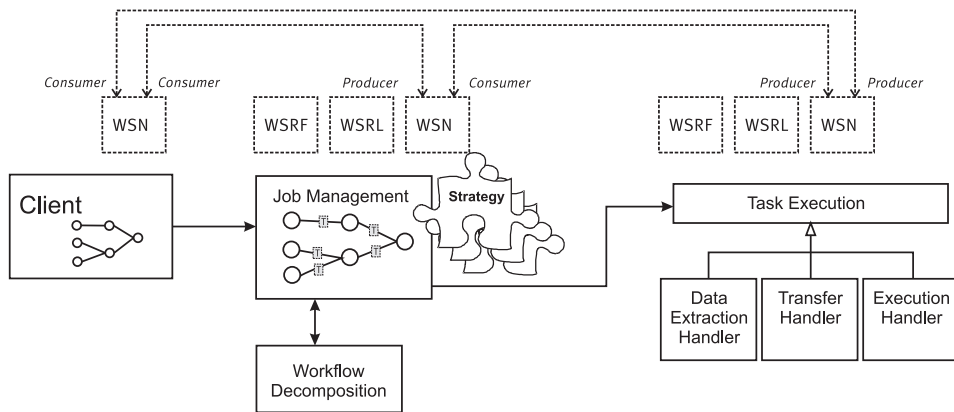 Consumer
Consumer
Producer
Consumer
Producer
Producer
WSN
WSRF
WSRL
WSN
WSRF
WSRL
WSN
Client
Job Management
T
T
T
T
T
Strategy
Task Execution
Data
Extraction
Handler
Transfer
Handler
Execution
Handler
Workflow
Decomposition